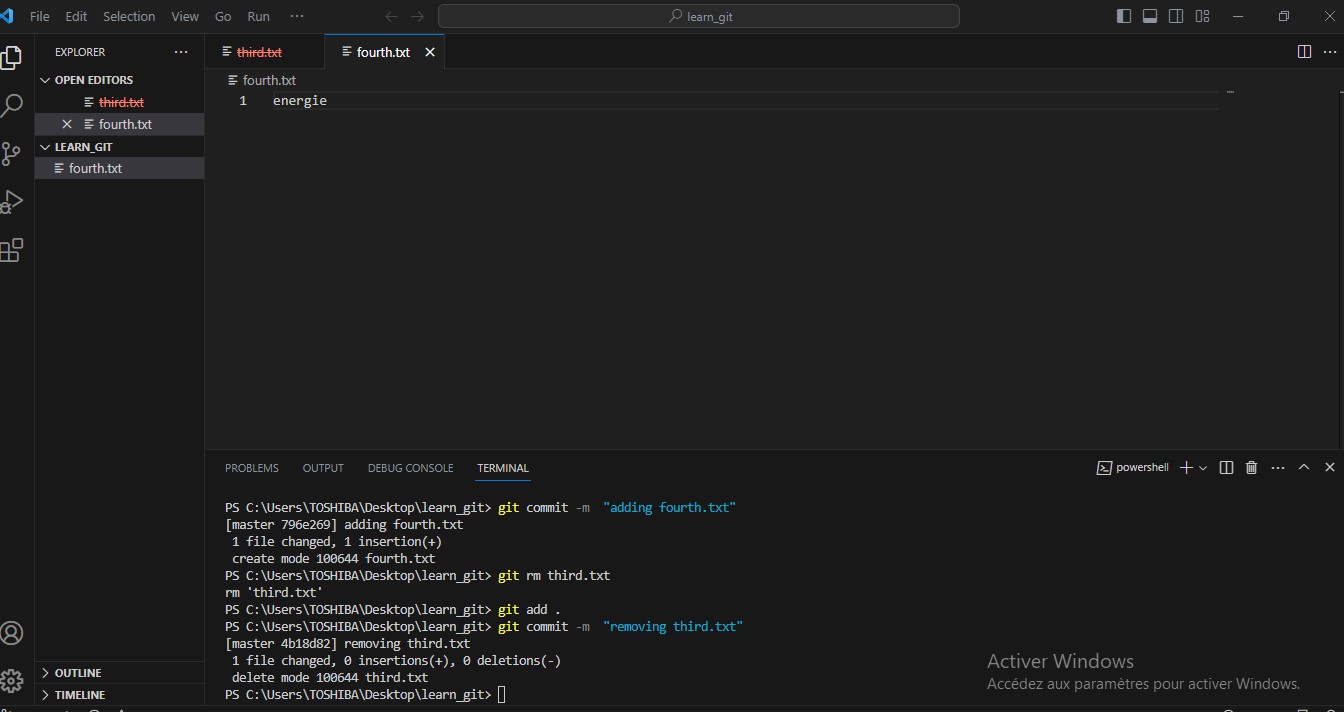 File Edit Selection View Go Run ···
learn_git
EXPLORER ···
OPEN EDITORS
third.txt
fourth.txt
LEARN_GIT
fourth.txt
OUTLINE
TIMELINE
third.txt fourth.txt
fourth.txt
1 energie
PROBLEMS OUTPUT DEBUG CONSOLE TERMINAL
powershell
PS C:\Users\TOSHIBA\Desktop\learn_git> git commit -m  "adding fourth.txt"
[master 796e269] adding fourth.txt
 1 file changed, 1 insertion(+)
 create mode 100644 fourth.txt
PS C:\Users\TOSHIBA\Desktop\learn_git> git rm third.txt
rm 'third.txt'
PS C:\Users\TOSHIBA\Desktop\learn_git> git add .
PS C:\Users\TOSHIBA\Desktop\learn_git> git commit -m  "removing third.txt"
[master 4b18d82] removing third.txt
 1 file changed, 0 insertions(+), 0 deletions(-)
 delete mode 100644 third.txt
PS C:\Users\TOSHIBA\Desktop\learn_git>
Activer Windows
Accédez aux paramètres pour activer Windows.